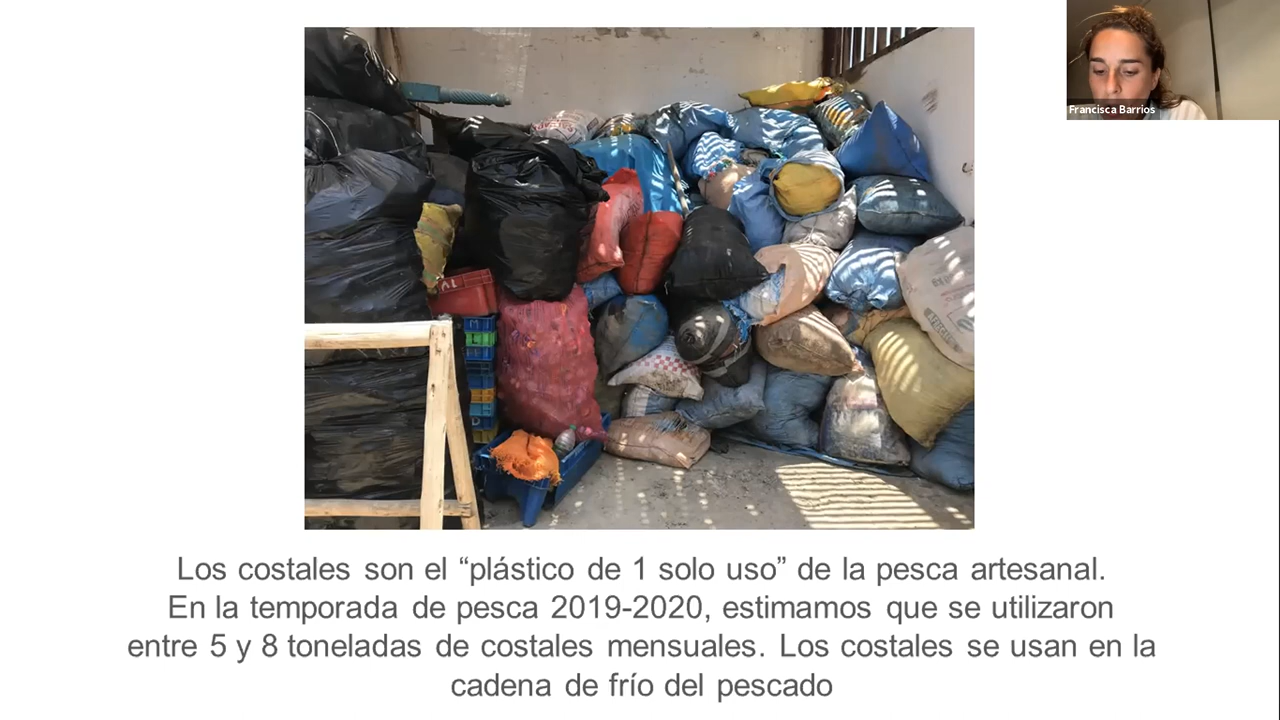 Francisca Barrios
Los costales son el “plástico de 1 solo uso” de la pesca artesanal.
En la temporada de pesca 2019-2020, estimamos que se utilizaron
entre 5 y 8 toneladas de costales mensuales. Los costales se usan en la
cadena de frío del pescado